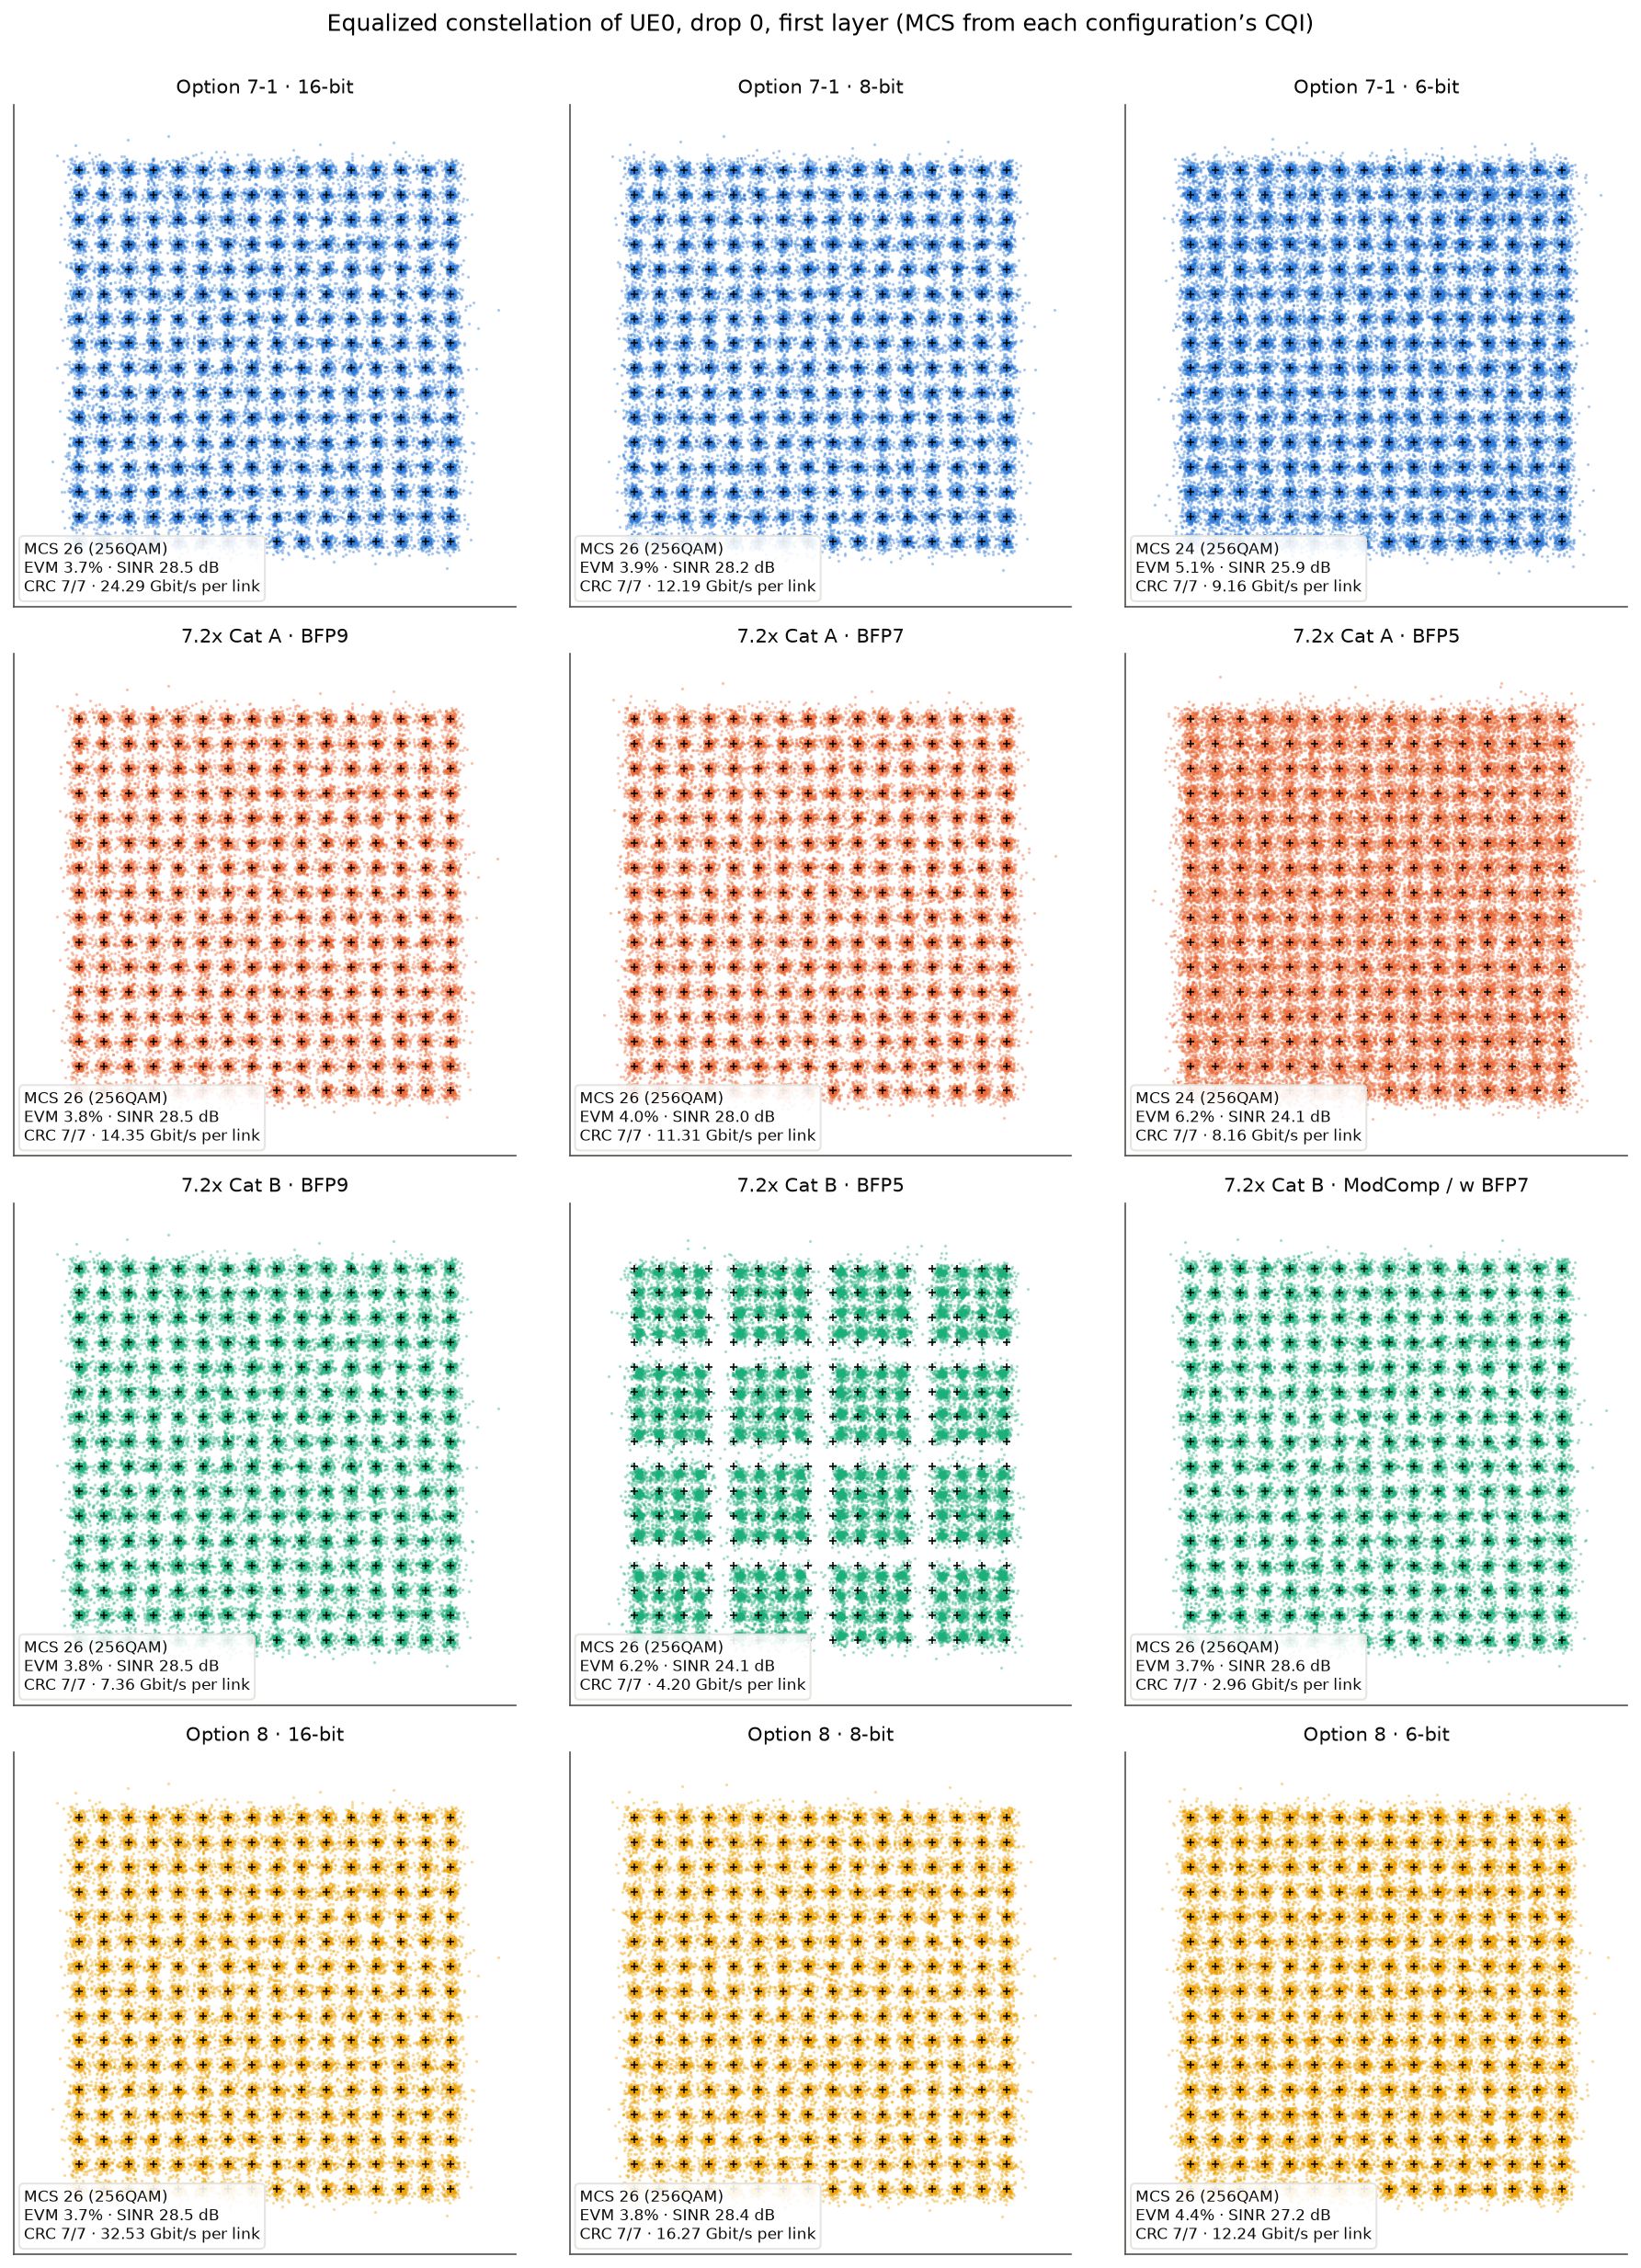 Equalized constellation of UE0, drop 0, first layer (MCS from each configuration’s CQI)
Option 7-1 · 16-bit
MCS 26 (256QAM)
EVM 3.7% · SINR 28.5 dB
CRC 7/7 · 24.29 Gbit/s per link
Option 7-1 · 8-bit
MCS 26 (256QAM)
EVM 3.9% · SINR 28.2 dB
CRC 7/7 · 12.19 Gbit/s per link
Option 7-1 · 6-bit
MCS 24 (256QAM)
EVM 5.1% · SINR 25.9 dB
CRC 7/7 · 9.16 Gbit/s per link
7.2x Cat A · BFP9
MCS 26 (256QAM)
EVM 3.8% · SINR 28.5 dB
CRC 7/7 · 14.35 Gbit/s per link
7.2x Cat A · BFP7
MCS 26 (256QAM)
EVM 4.0% · SINR 28.0 dB
CRC 7/7 · 11.31 Gbit/s per link
7.2x Cat A · BFP5
MCS 24 (256QAM)
EVM 6.2% · SINR 24.1 dB
CRC 7/7 · 8.16 Gbit/s per link
7.2x Cat B · BFP9
MCS 26 (256QAM)
EVM 3.8% · SINR 28.5 dB
CRC 7/7 · 7.36 Gbit/s per link
7.2x Cat B · BFP5
MCS 26 (256QAM)
EVM 6.2% · SINR 24.1 dB
CRC 7/7 · 4.20 Gbit/s per link
7.2x Cat B · ModComp / w BFP7
MCS 26 (256QAM)
EVM 3.7% · SINR 28.6 dB
CRC 7/7 · 2.96 Gbit/s per link
Option 8 · 16-bit
MCS 26 (256QAM)
EVM 3.7% · SINR 28.5 dB
CRC 7/7 · 32.53 Gbit/s per link
Option 8 · 8-bit
MCS 26 (256QAM)
EVM 3.8% · SINR 28.4 dB
CRC 7/7 · 16.27 Gbit/s per link
Option 8 · 6-bit
MCS 26 (256QAM)
EVM 4.4% · SINR 27.2 dB
CRC 7/7 · 12.24 Gbit/s per link